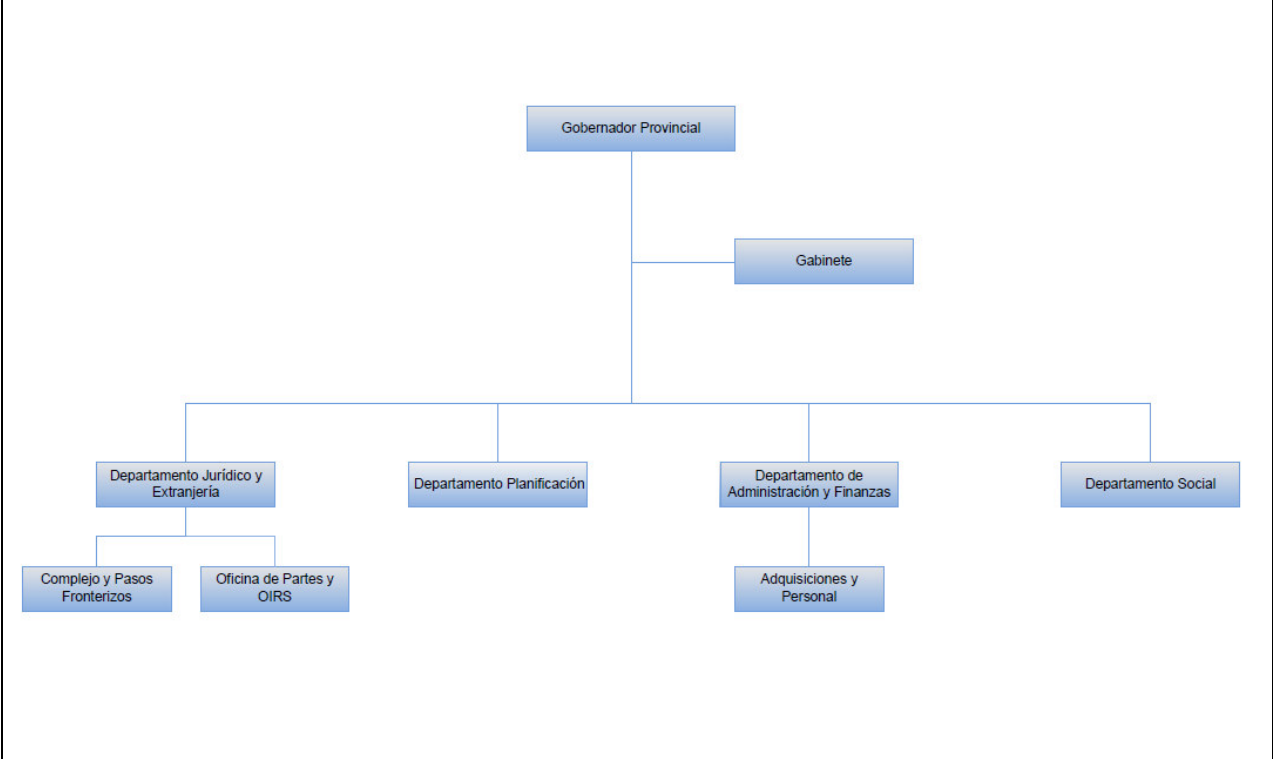 Gobernador Provincial
Gabinete
Departamento Jurídico y
Extranjería
Departamento Planificación
Departamento de
Administración y Finanzas
Departamento Social
Complejo y Pasos
Fronterizos
Oficina de Partes y
OIRS
Adquisiciones y
Personal